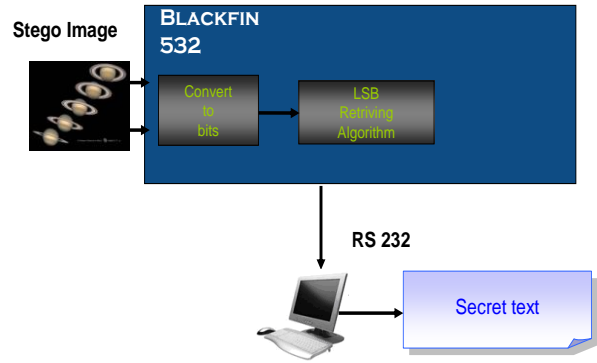 Stego Image
BLACKFIN
532
Convert
to
bits
LSB
Retriving
Algorithm
RS 232
Secret text